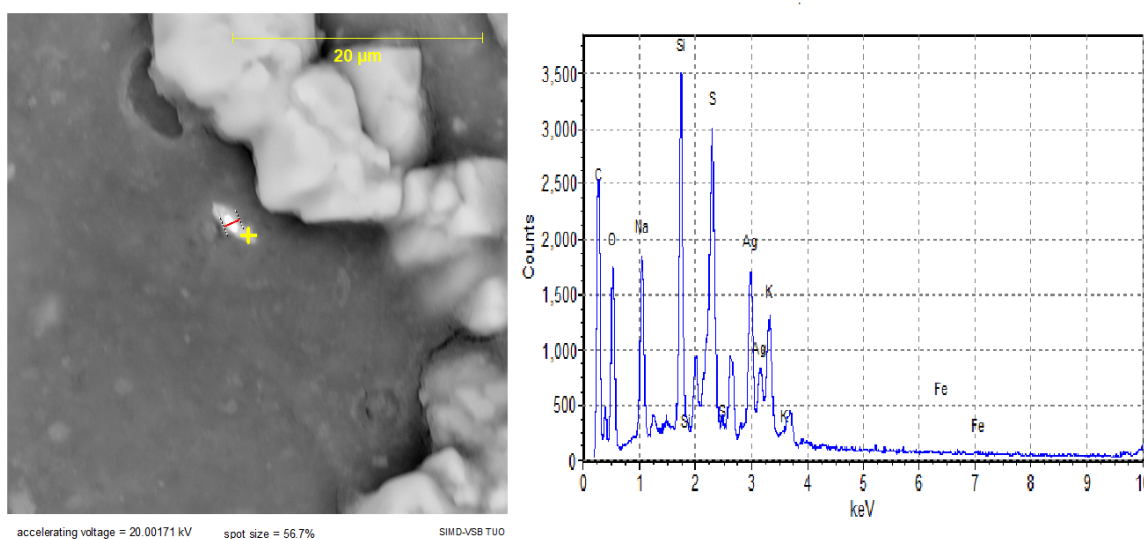 20 µm
accelerating voltage = 20.00171 kV spot size = 56.7% SIMD-VSB TUO
Counts
3,500
3,000
2,500
2,000
1,500
1,000
500
0
C
O
Na
Si
Si
S
S
Ag
Ag
K
K
Fe
Fe
0 1 2 3 4 5 6 7 8 9 10
keV